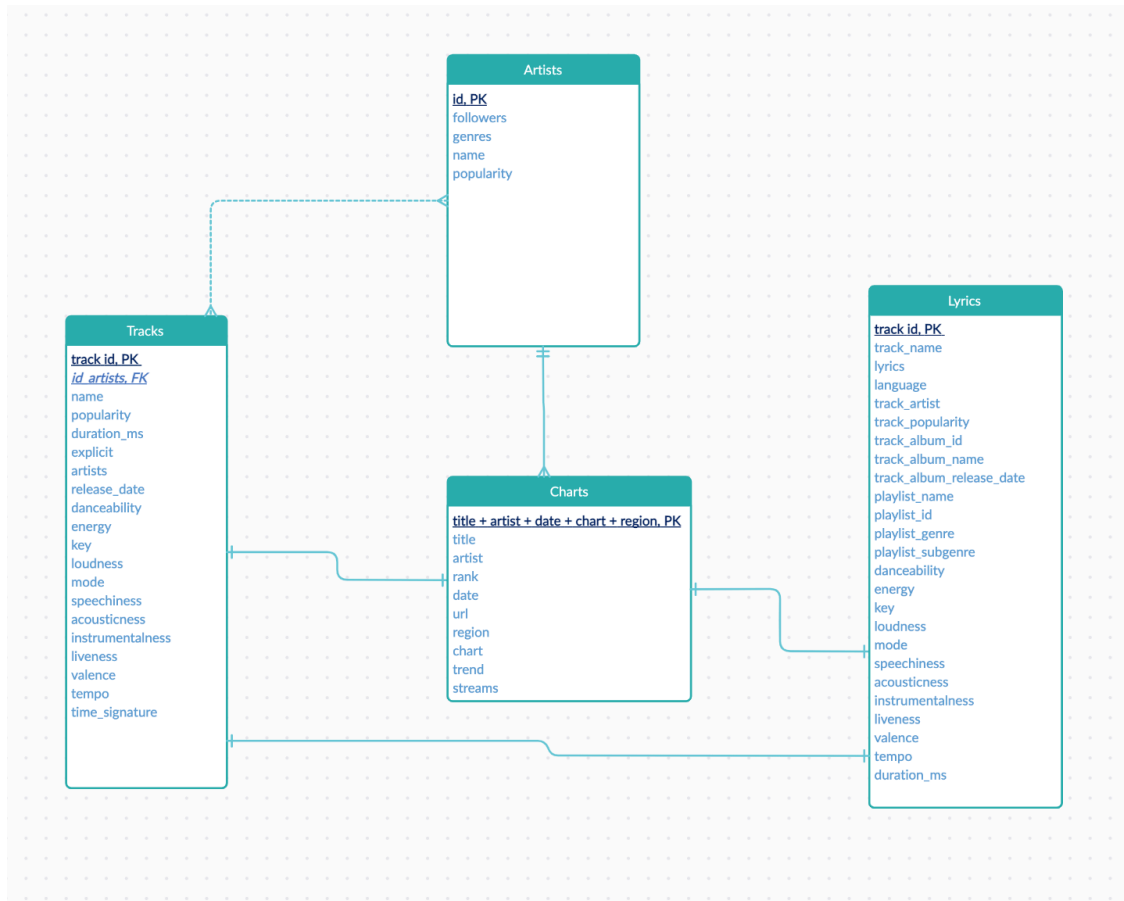 Artists
id, PK
followers
genres
name
popularity
Tracks
track id, PK
id_artists, FK
name
popularity
duration_ms
explicit
artists
release_date
danceability
energy
key
loudness
mode
speechiness
acousticness
instrumentalness
liveness
valence
tempo
time_signature
Charts
title + artist + date + chart + region, PK
title
artist
rank
date
url
region
chart
trend
streams
Lyrics
track id, PK
track_name
lyrics
language
track_artist
track_popularity
track_album_id
track_album_name
track_album_release_date
playlist_name
playlist_id
playlist_genre
playlist_subgenre
danceability
energy
key
loudness
mode
speechiness
acousticness
instrumentalness
liveness
valence
tempo
duration_ms